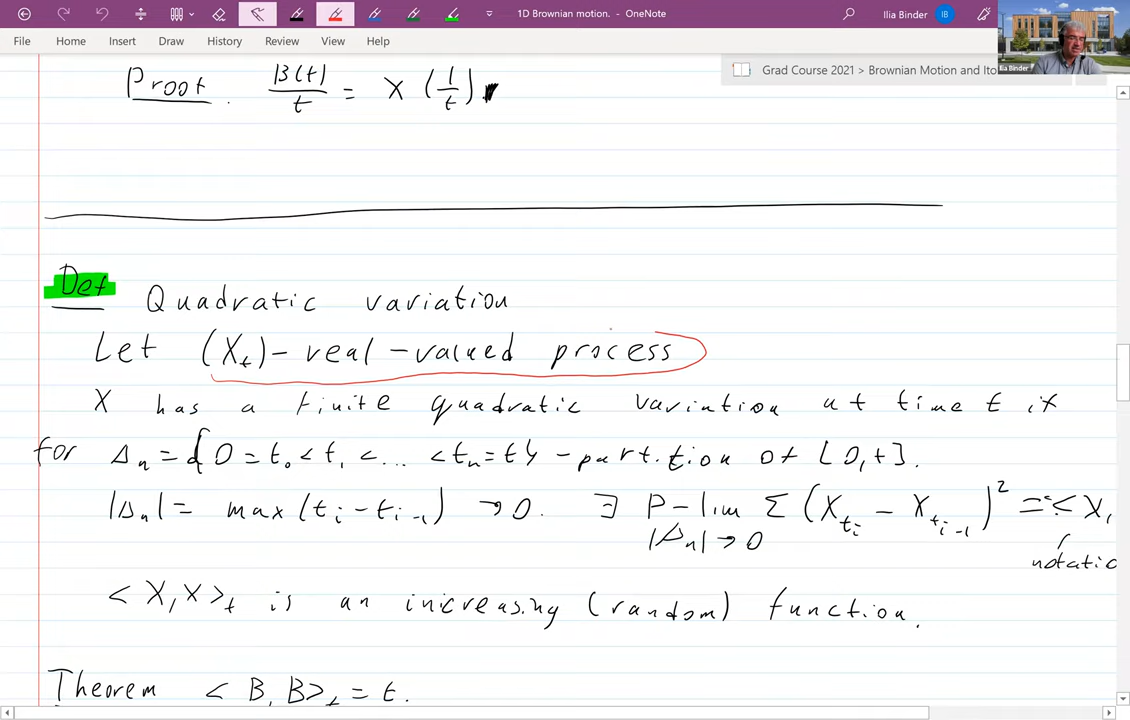 1D Brownian motion. - OneNote
Ilia Binder
IB
File Home Insert Draw History Review View Help
Ilia Binder
Grad Course 2021 > Brownian Motion and Ito
Proof. B(t)/t = X(1/t)
Def Quadratic variation
Let (X_t) - real-valued process
X has a finite quadratic variation at time t if
for Δ_n = {0 = t_0 < t_1 < ... < t_n = t} - partition of [0, t].
|Δ_n| = max(t_i - t_{i-1}) → 0. ∃ P-lim_{|Δ_n| → 0} Σ (X_{t_i} - X_{t_{i-1}})^2 =: <X,
notatio
<X, X>_t is an increasing (random) function.
Theorem <B, B>_t = t.